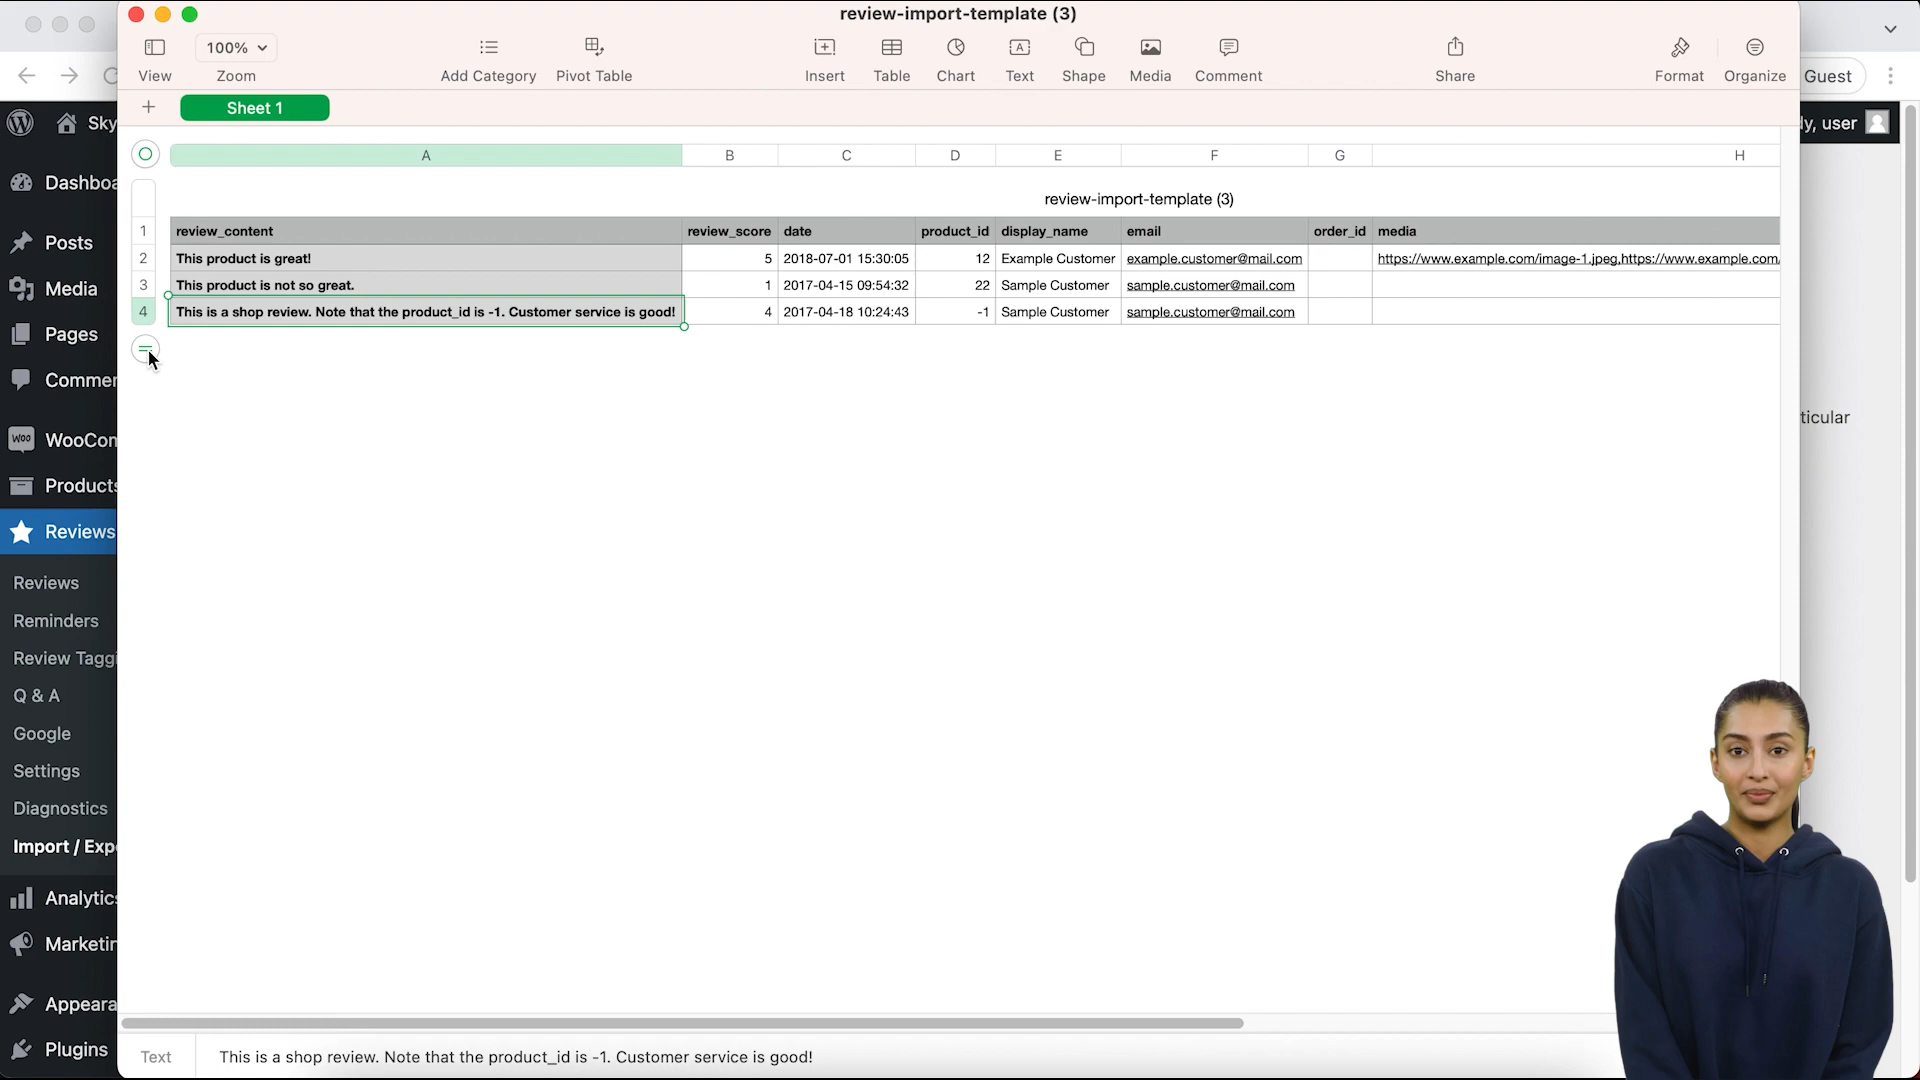 review-import-template (3)
100%
View
Zoom
Add Category
Pivot Table
Insert
Table
Chart
Text
Shape
Media
Comment
Share
Format
Organize
Guest
Sheet 1
Sky
dy, user
A B C D E F G H
review-import-template (3)
1 review_content review_score date product_id display_name email order_id media
2 This product is great! 5 2018-07-01 15:30:05 12 Example Customer example.customer@mail.com https://www.example.com/image-1.jpeg,https://www.example.com/
3 This product is not so great. 1 2017-04-15 09:54:32 22 Sample Customer sample.customer@mail.com
4 This is a shop review. Note that the product_id is -1. Customer service is good! 4 2017-04-18 10:24:43 -1 Sample Customer sample.customer@mail.com
ticular
Dashboa
Posts
Media
Pages
Commen
Woo WooCom
Products
Reviews
Reviews
Reminders
Review Taggi
Q & A
Google
Settings
Diagnostics
Import / Expo
Analytics
Marketin
Appeara
Plugins
Text This is a shop review. Note that the product_id is -1. Customer service is good!